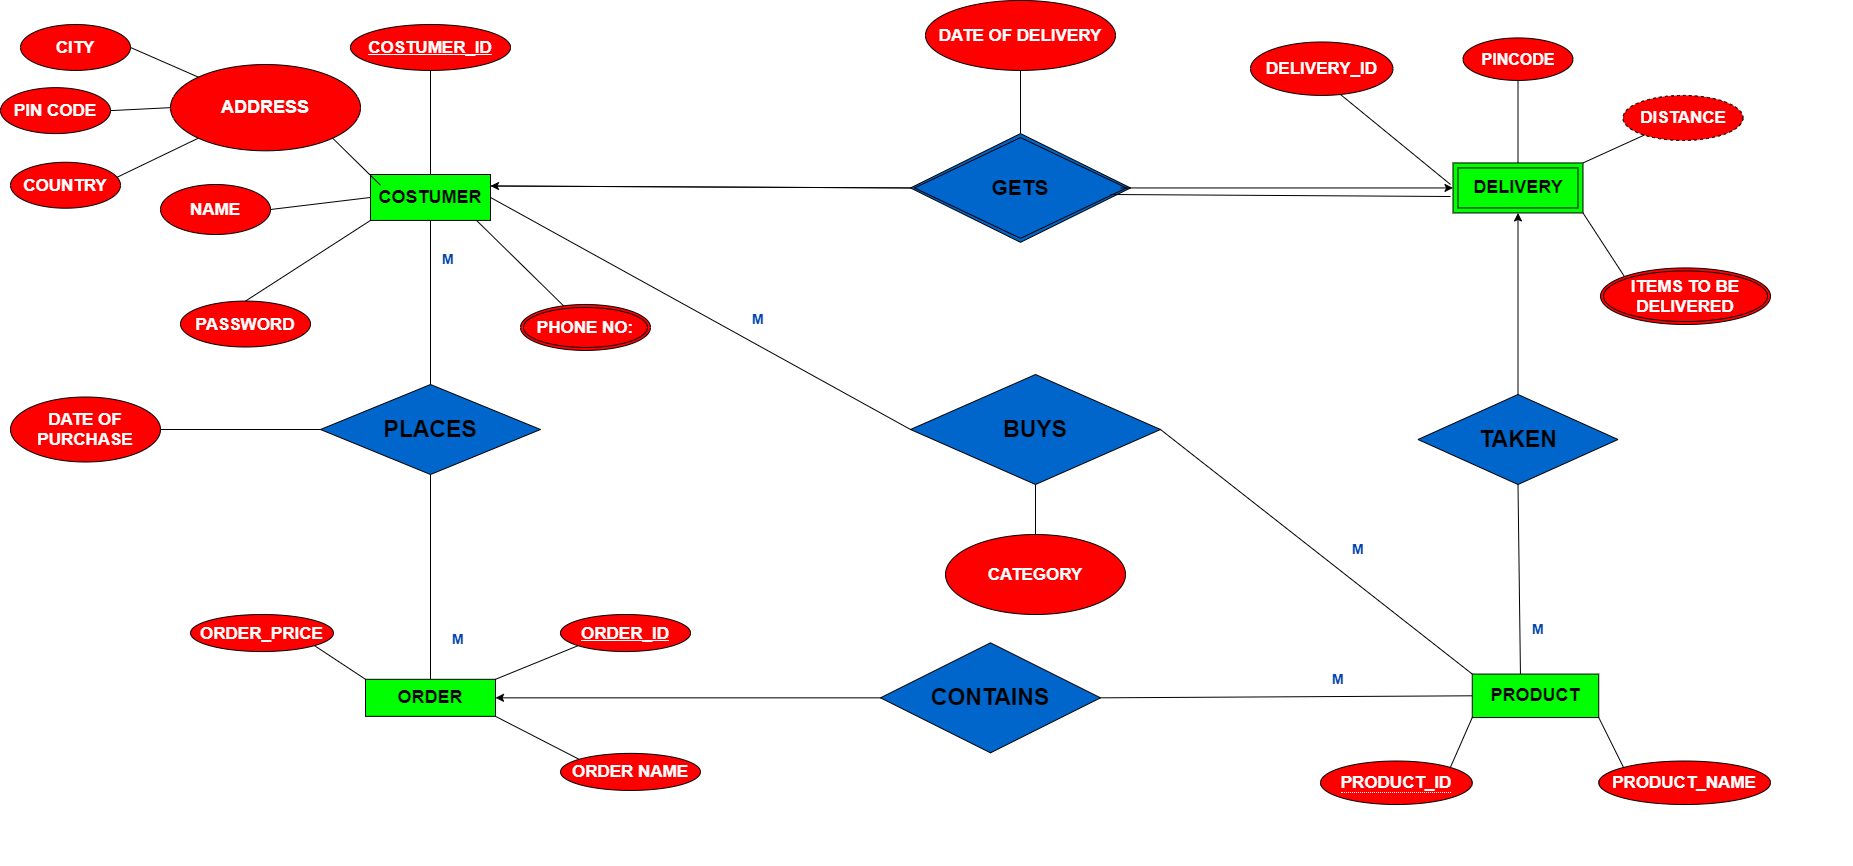 DATE OF DELIVERY
CITY
COSTUMER_ID
PINCODE
DELIVERY_ID
ADDRESS
PIN CODE
DISTANCE
COUNTRY
COSTUMER
GETS
DELIVERY
NAME
M
ITEMS TO BE
DELIVERED
PASSWORD
PHONE NO:
M
DATE OF
PURCHASE
PLACES
BUYS
TAKEN
M
CATEGORY
ORDER_PRICE
M
ORDER_ID
M
M
ORDER
CONTAINS
PRODUCT
ORDER NAME
PRODUCT_ID
PRODUCT_NAME